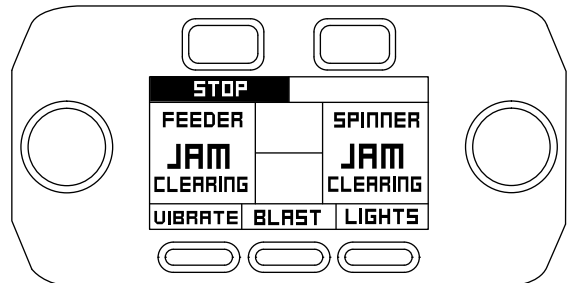 STOP
FEEDER SPINNER
JAM JAM
CLEARING CLEARING
VIBRATE BLAST LIGHTS